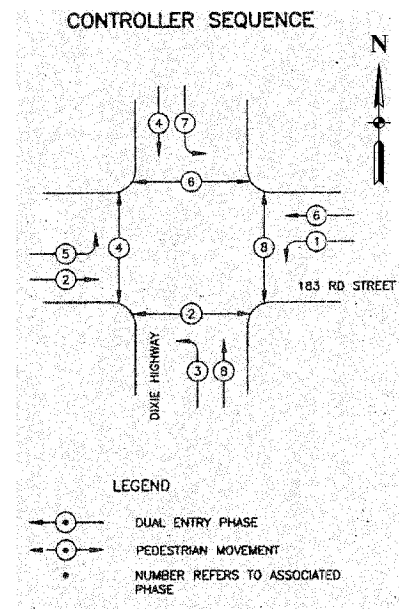 CONTROLLER SEQUENCE
N
4 7
6
6
5 4 8 1
2
183 RD STREET
2
DIXIE HIGHWAY
3 8
LEGEND
DUAL ENTRY PHASE
PEDESTRIAN MOVEMENT
NUMBER REFERS TO ASSOCIATED
PHASE